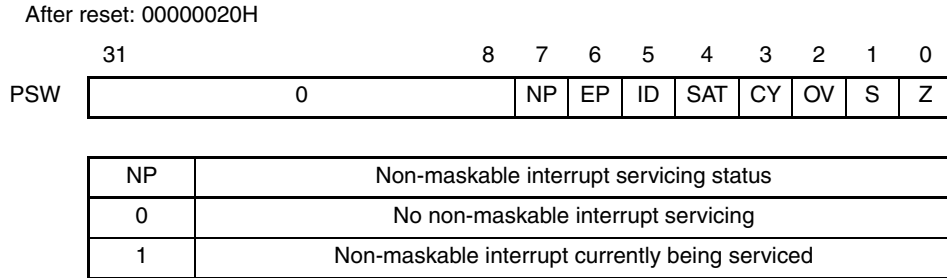 After reset: 00000020H
31 8 7 6 5 4 3 2 1 0
PSW 0 NP EP ID SAT CY OV S Z
NP Non-maskable interrupt servicing status
0 No non-maskable interrupt servicing
1 Non-maskable interrupt currently being serviced